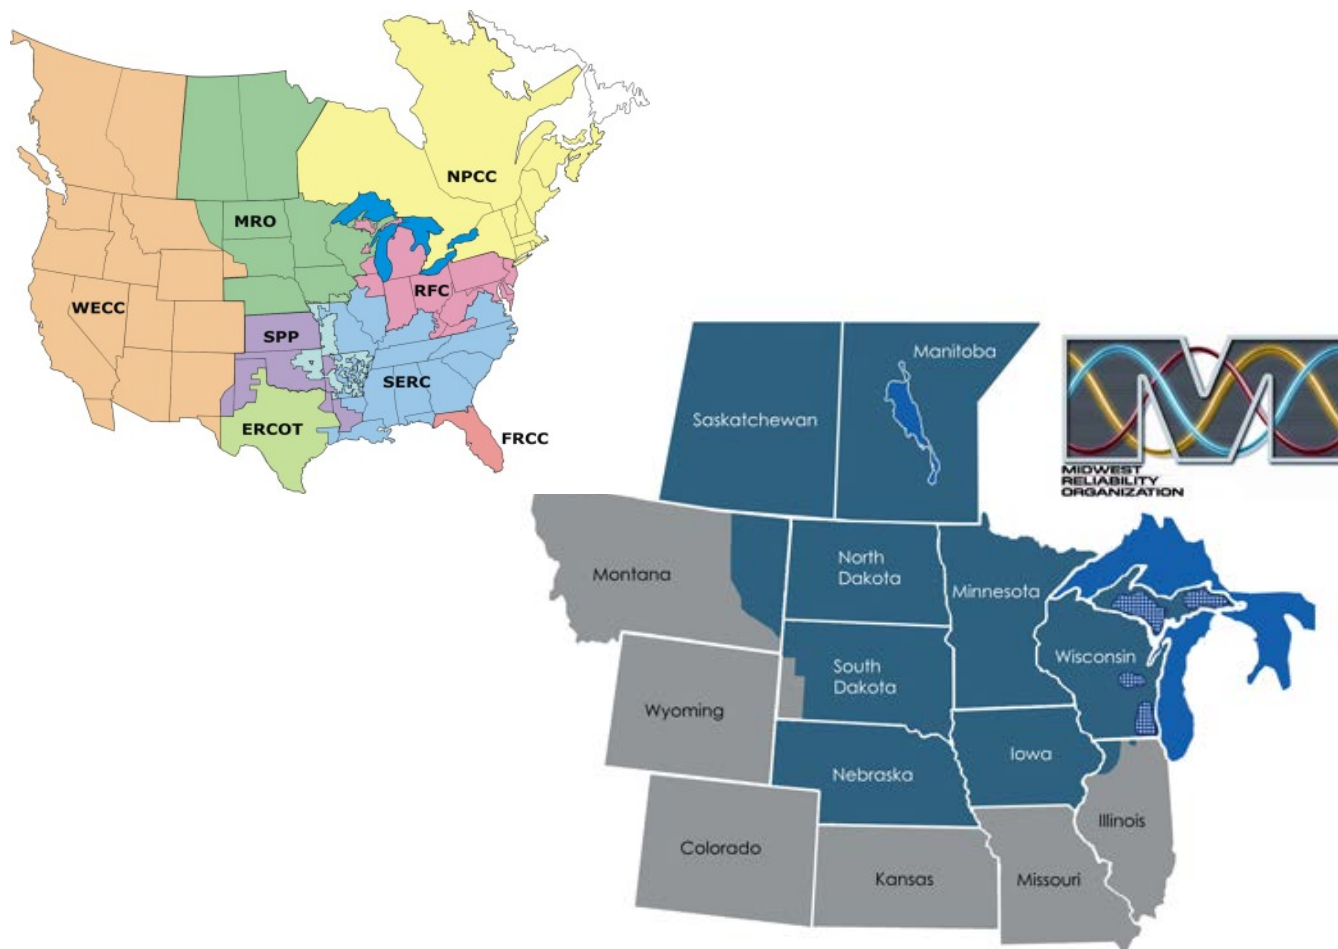 NPCC
MRO
RFC
WECC
SPP
SERC
ERCOT
FRCC
Manitoba
Saskatchewan
MIDWEST
RELIABILITY
ORGANIZATION
North
Dakota
Montana
Minnesota
South
Dakota
Wisconsin
Wyoming
Iowa
Nebraska
Illinois
Colorado
Kansas
Missouri